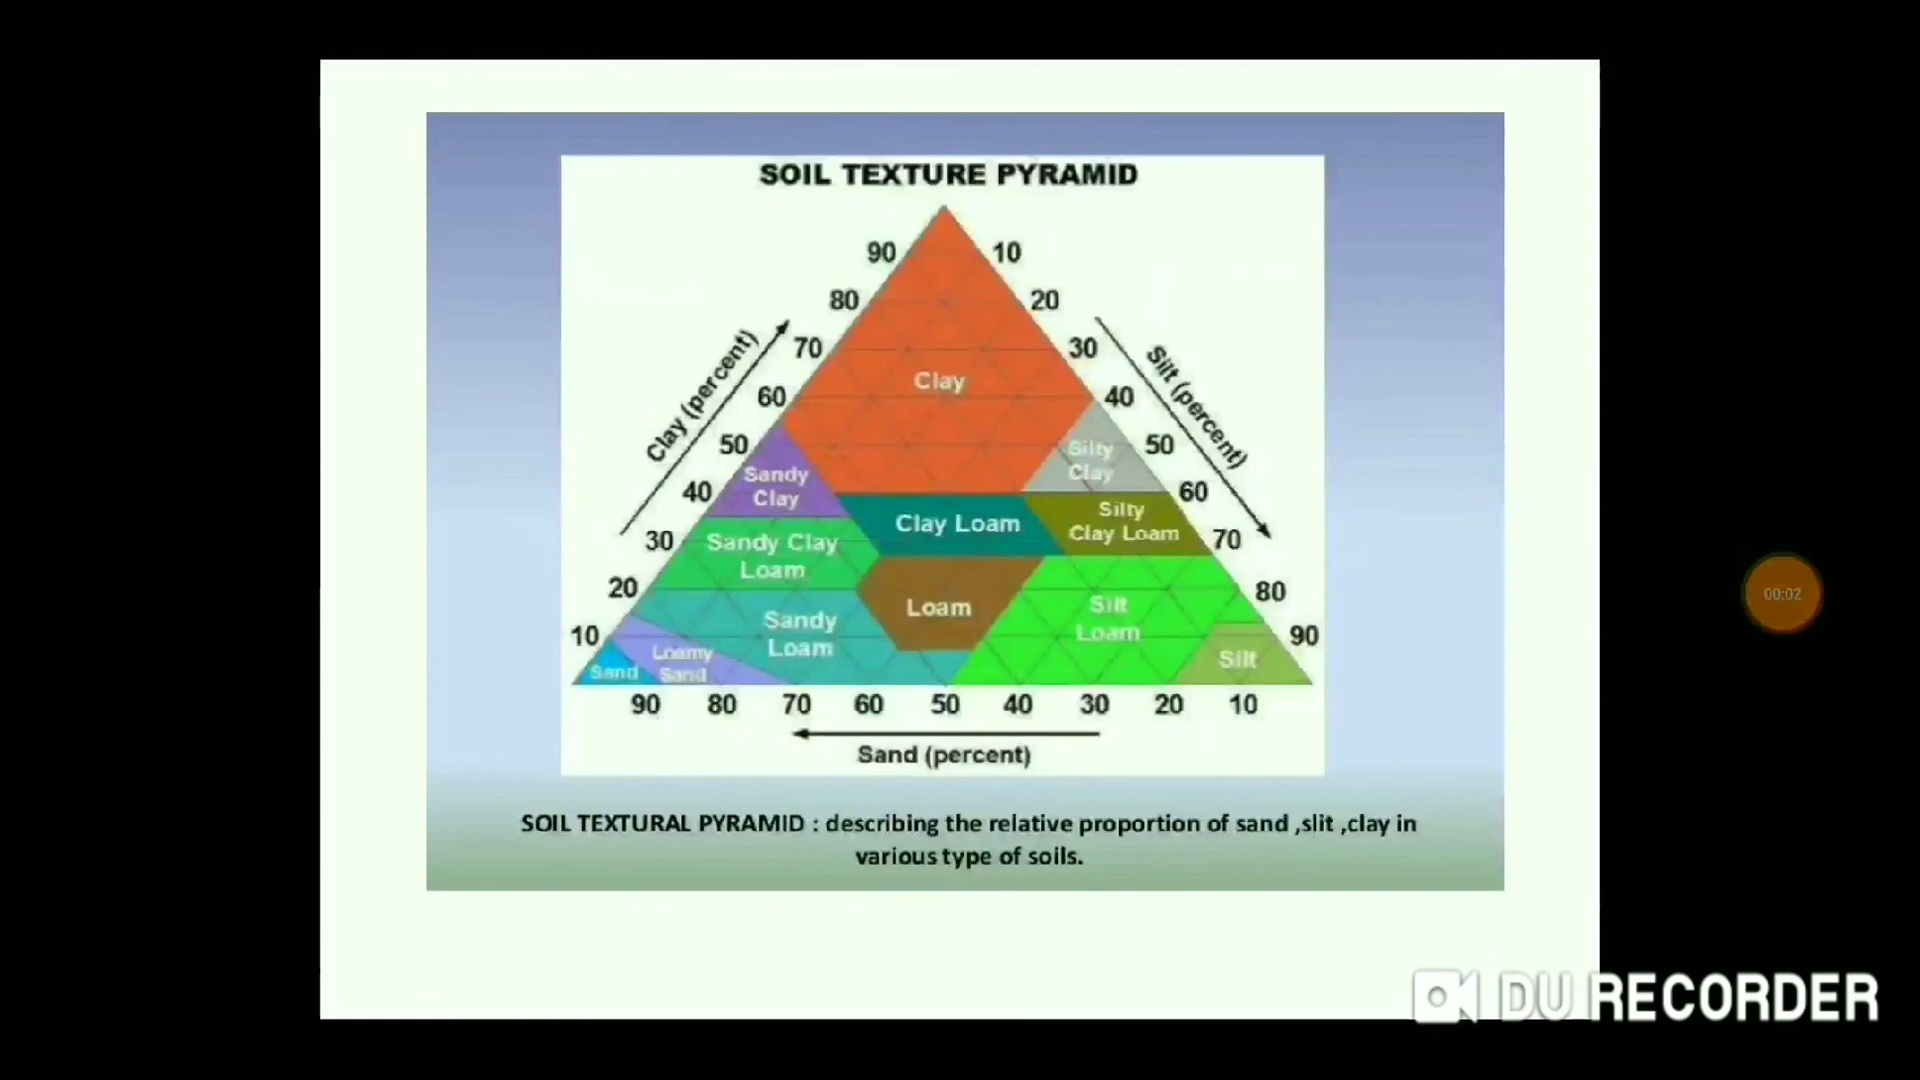 SOIL TEXTURE PYRAMID
90
10
80
20
70
30
60
40
50
50
40
60
30
70
20
80
10
90
Clay (percent)
Silt (percent)
Clay
Silty
Clay
Sandy
Clay
Clay Loam
Silty
Clay Loam
Sandy Clay
Loam
Loam
Silt
Loam
Sandy
Loam
Loamy
Sand
Sand
Silt
90 80 70 60 50 40 30 20 10
Sand (percent)
SOIL TEXTURAL PYRAMID : describing the relative proportion of sand ,slit ,clay in
various type of soils.
00:02
DU RECORDER